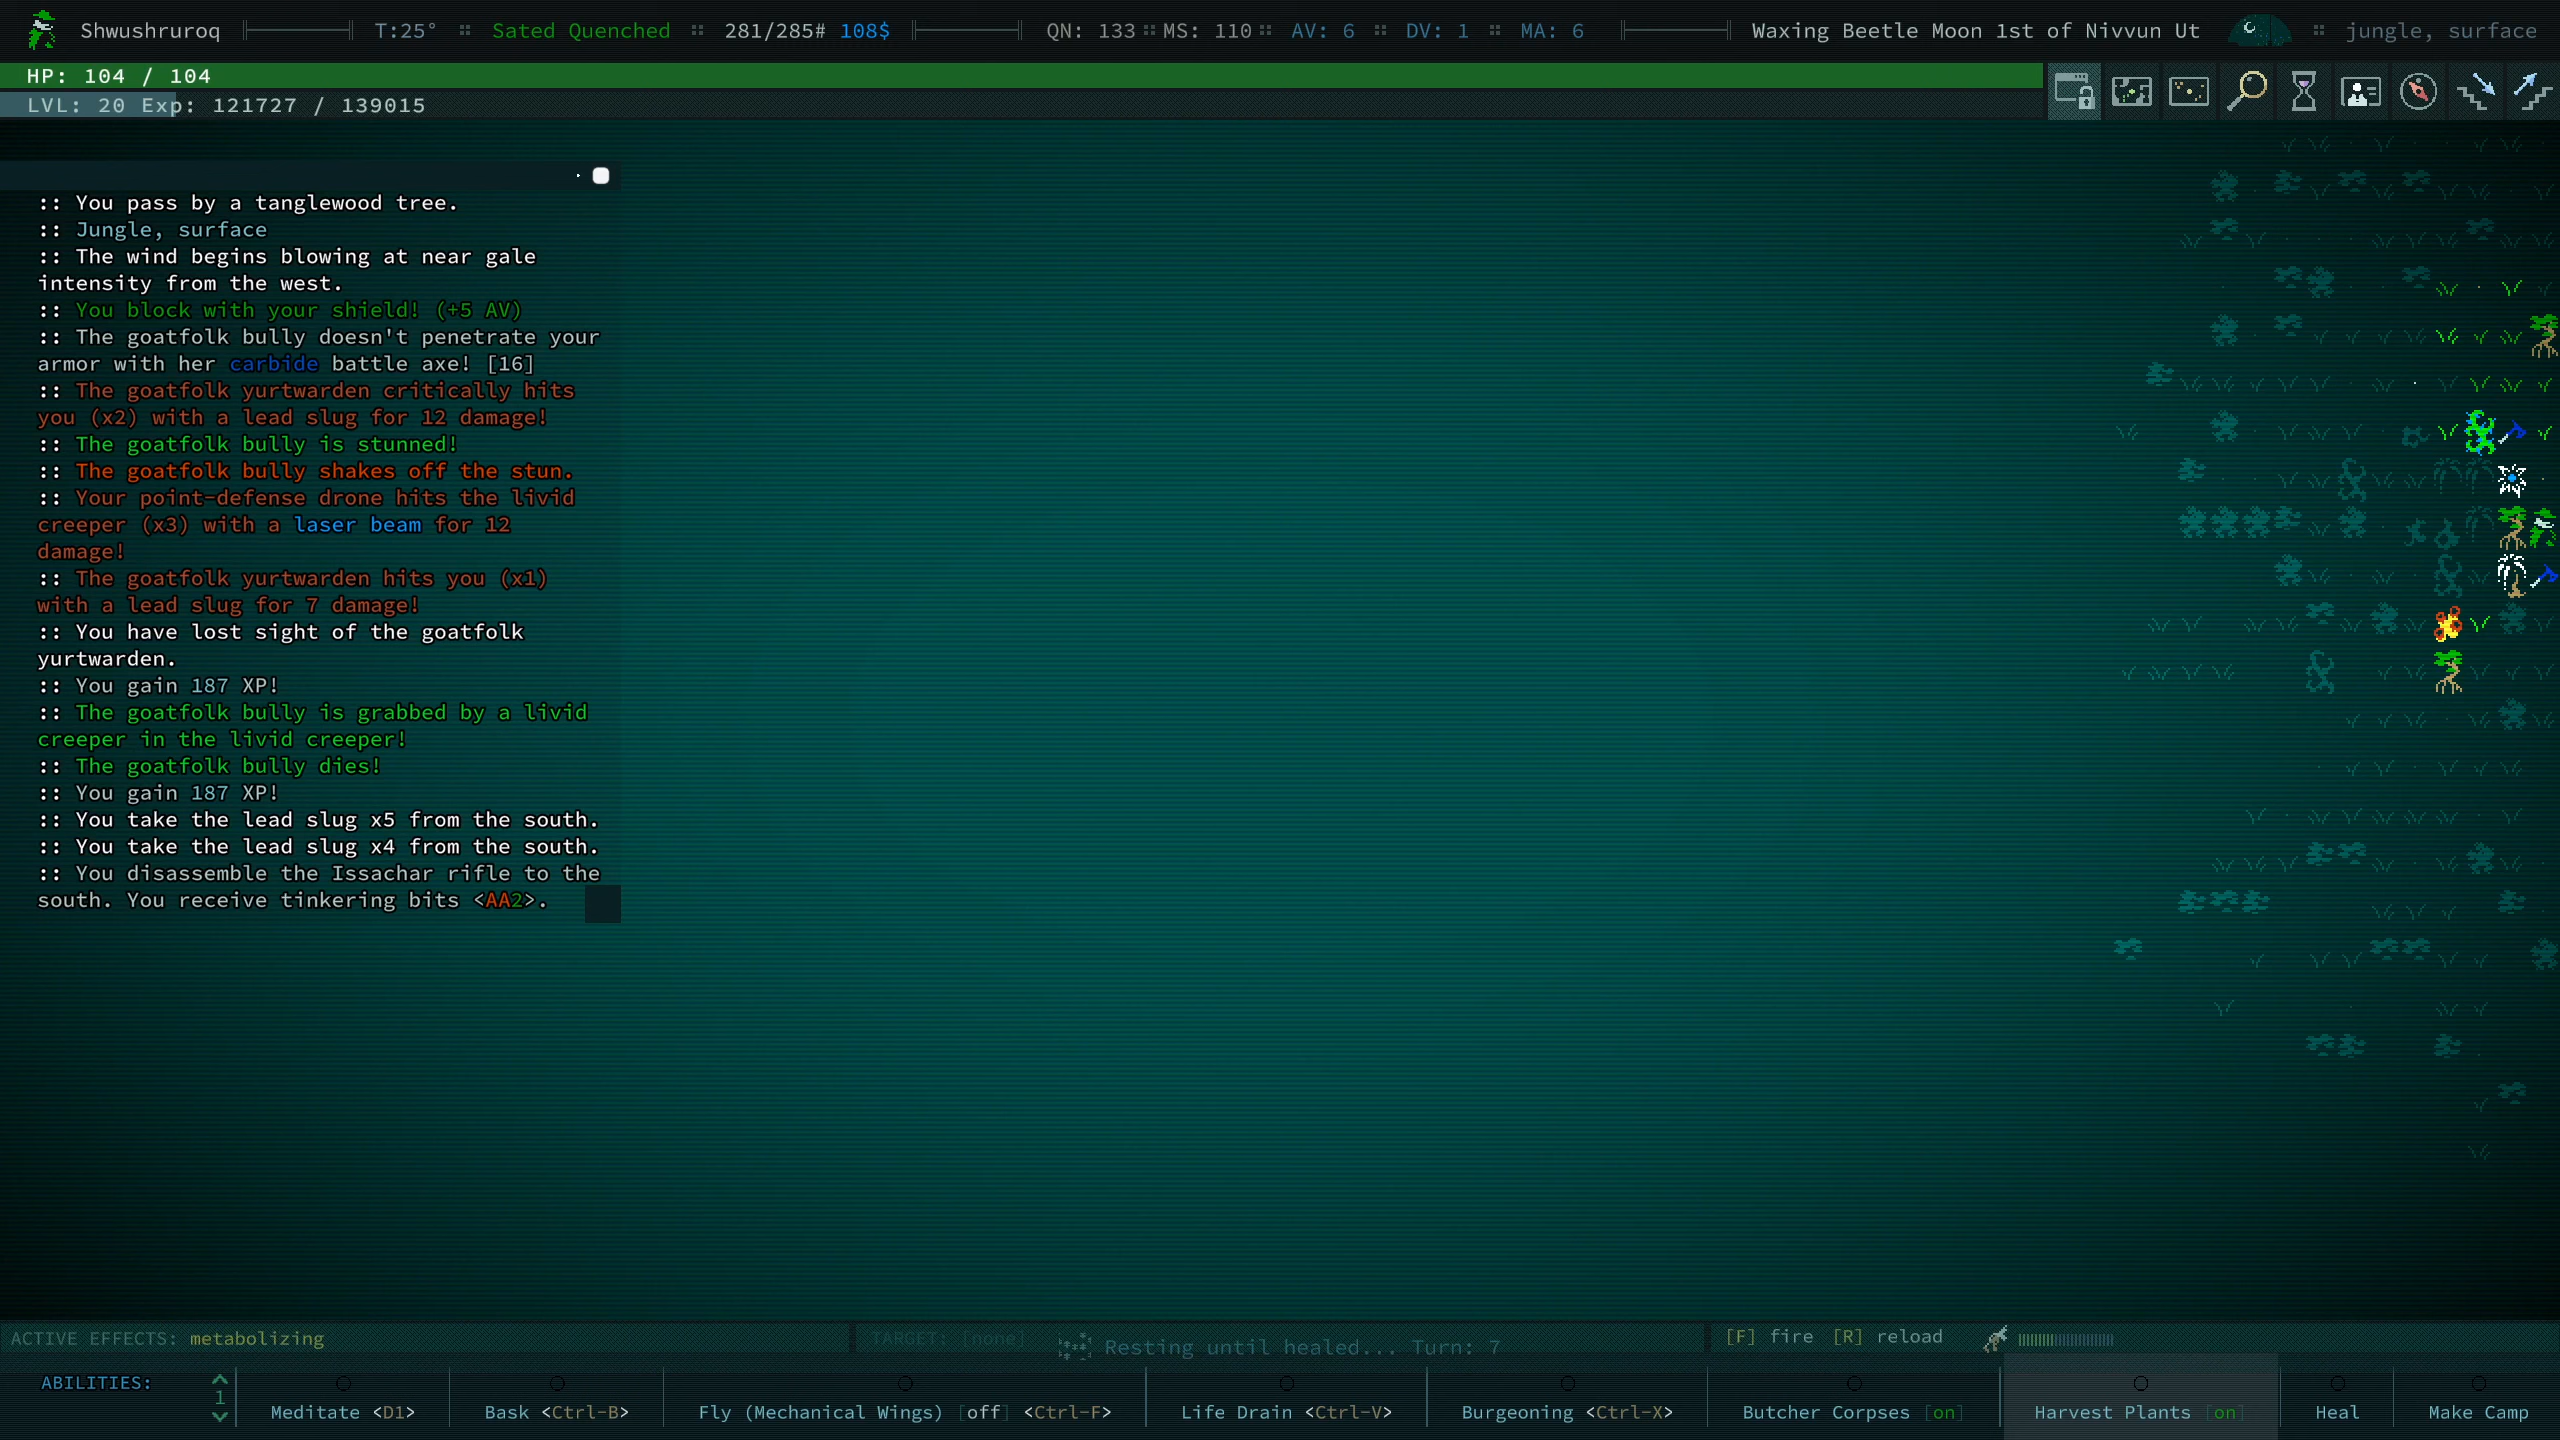 Shwushruroq T:25° Sated Quenched 281/285# 108$ QN: 133 MS: 110 AV: 6 DV: 1 MA: 6 Waxing Beetle Moon 1st of Nivvun Ut jungle, surface
HP: 104 / 104
LVL: 20 Exp: 121727 / 139015
:: You pass by a tanglewood tree.
:: Jungle, surface
:: The wind begins blowing at near gale
intensity from the west.
:: You block with your shield! (+5 AV)
:: The goatfolk bully doesn't penetrate your
armor with her carbide battle axe! [16]
:: The goatfolk yurtwarden critically hits
you (x2) with a lead slug for 12 damage!
:: The goatfolk bully is stunned!
:: The goatfolk bully shakes off the stun.
:: Your point-defense drone hits the livid
creeper (x3) with a laser beam for 12
damage!
:: The goatfolk yurtwarden hits you (x1)
with a lead slug for 7 damage!
:: You have lost sight of the goatfolk
yurtwarden.
:: You gain 187 XP!
:: The goatfolk bully is grabbed by a livid
creeper in the livid creeper!
:: The goatfolk bully dies!
:: You gain 187 XP!
:: You take the lead slug x5 from the south.
:: You take the lead slug x4 from the south.
:: You disassemble the Issachar rifle to the
south. You receive tinkering bits <AA2>.
ACTIVE EFFECTS: metabolizing TARGET: [none] Resting until healed... Turn: 7 [F] fire [R] reload
ABILITIES: 1 Meditate <D1> Bask <Ctrl-B> Fly (Mechanical Wings) [off] <Ctrl-F> Life Drain <Ctrl-V> Burgeoning <Ctrl-X> Butcher Corpses [on] Harvest Plants [on] Heal Make Camp